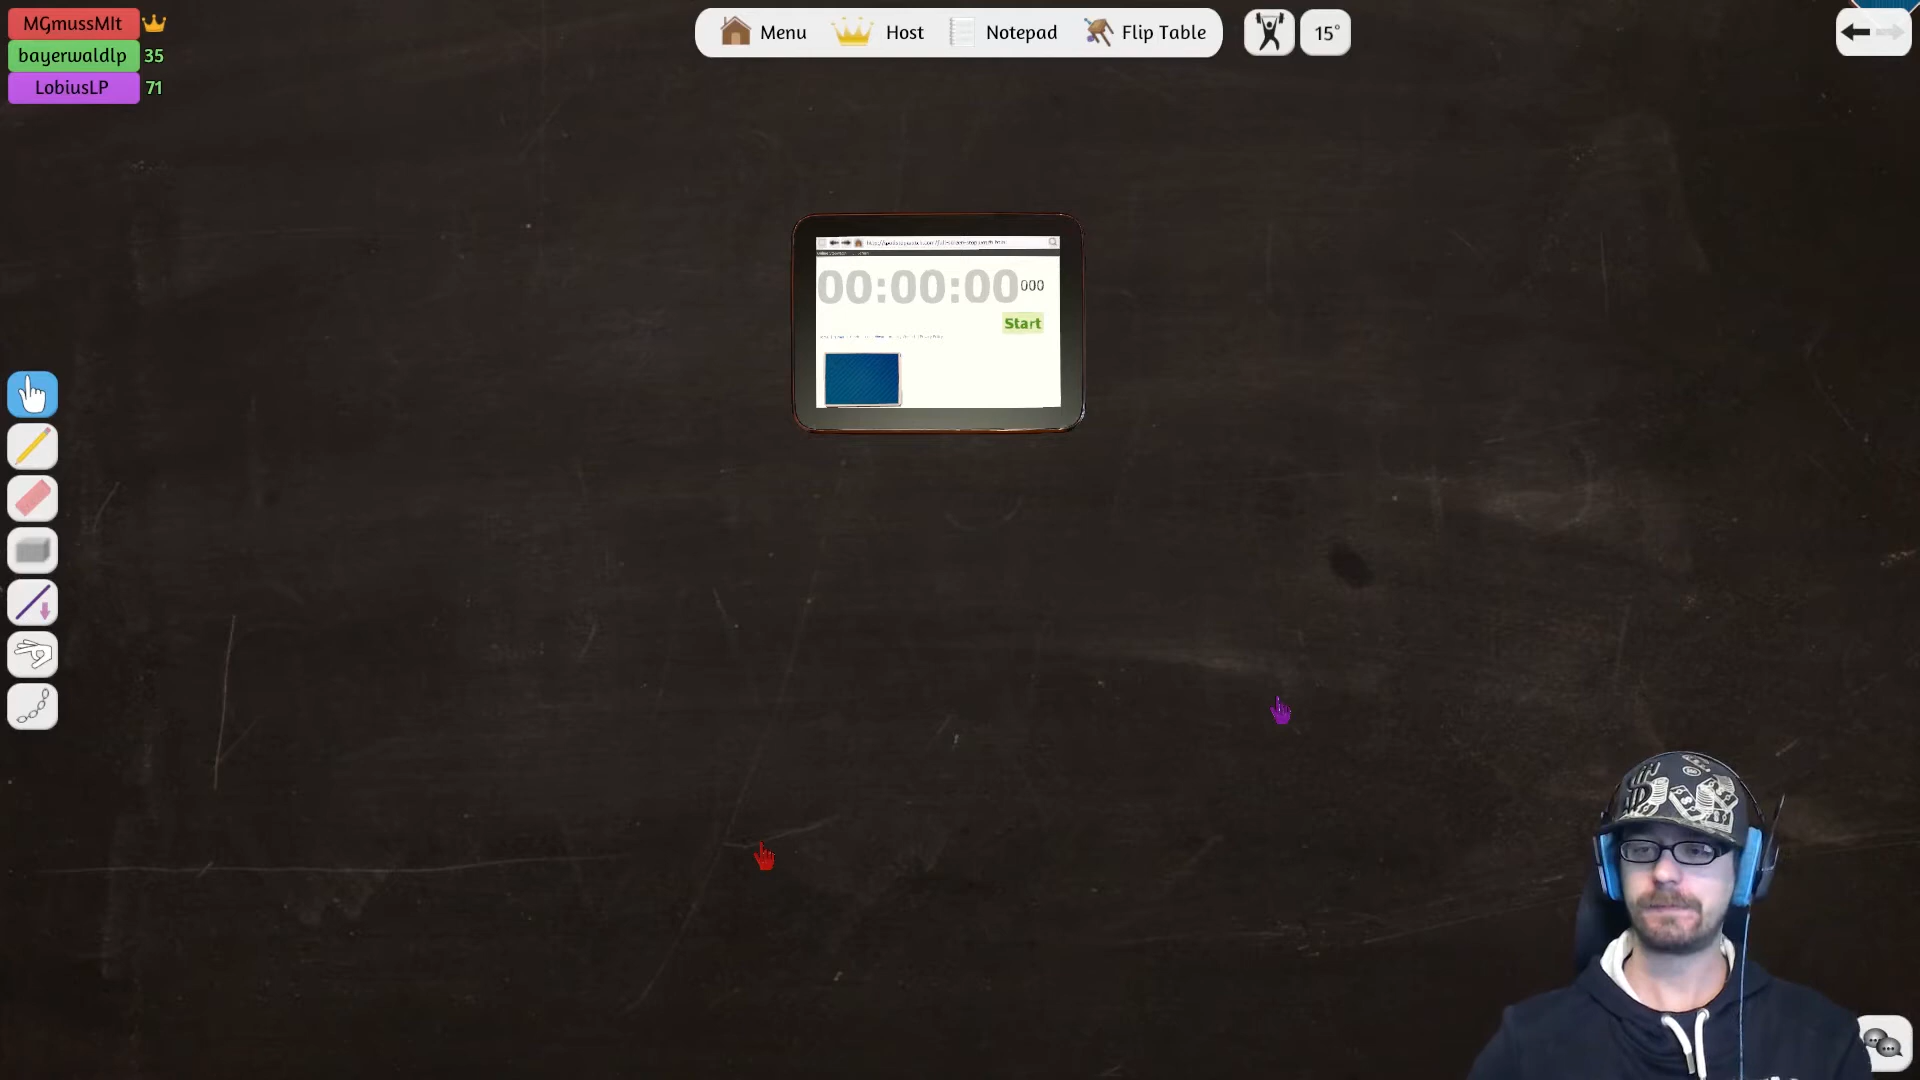 MGmussMIt
bayerwaldlp 35
LobiusLP 71
Menu Host Notepad Flip Table 15°
00:00:00 000
Start